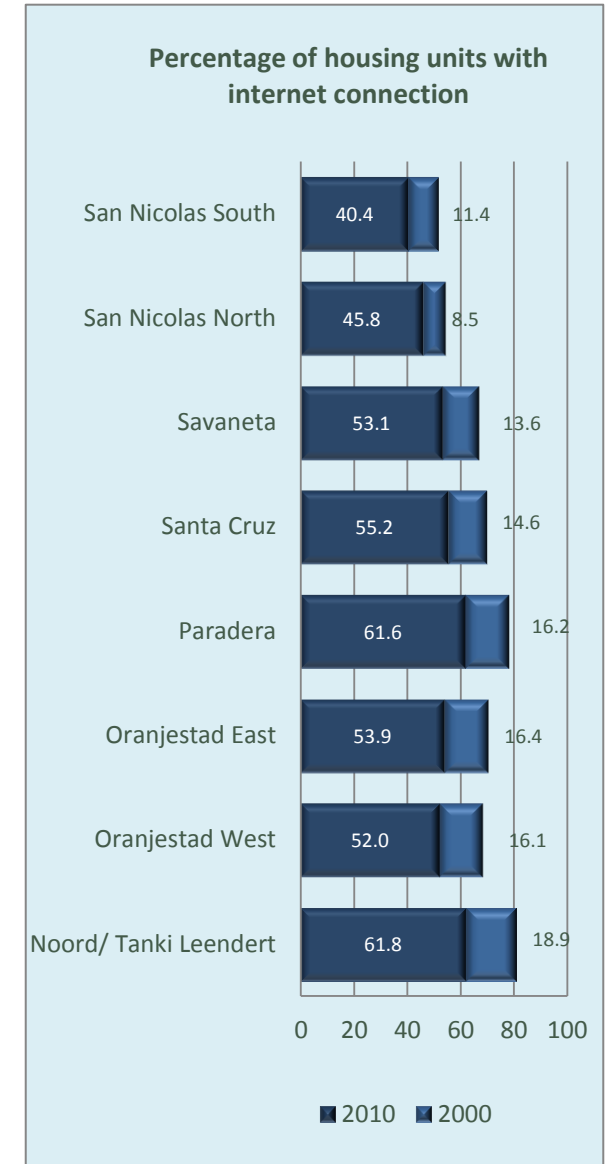 Percentage of housing units with
internet connection
San Nicolas South 40.4 11.4
San Nicolas North 45.8 8.5
Savaneta 53.1 13.6
Santa Cruz 55.2 14.6
Paradera 61.6 16.2
Oranjestad East 53.9 16.4
Oranjestad West 52.0 16.1
Noord/ Tanki Leendert 61.8 18.9
0 20 40 60 80 100
2010 2000